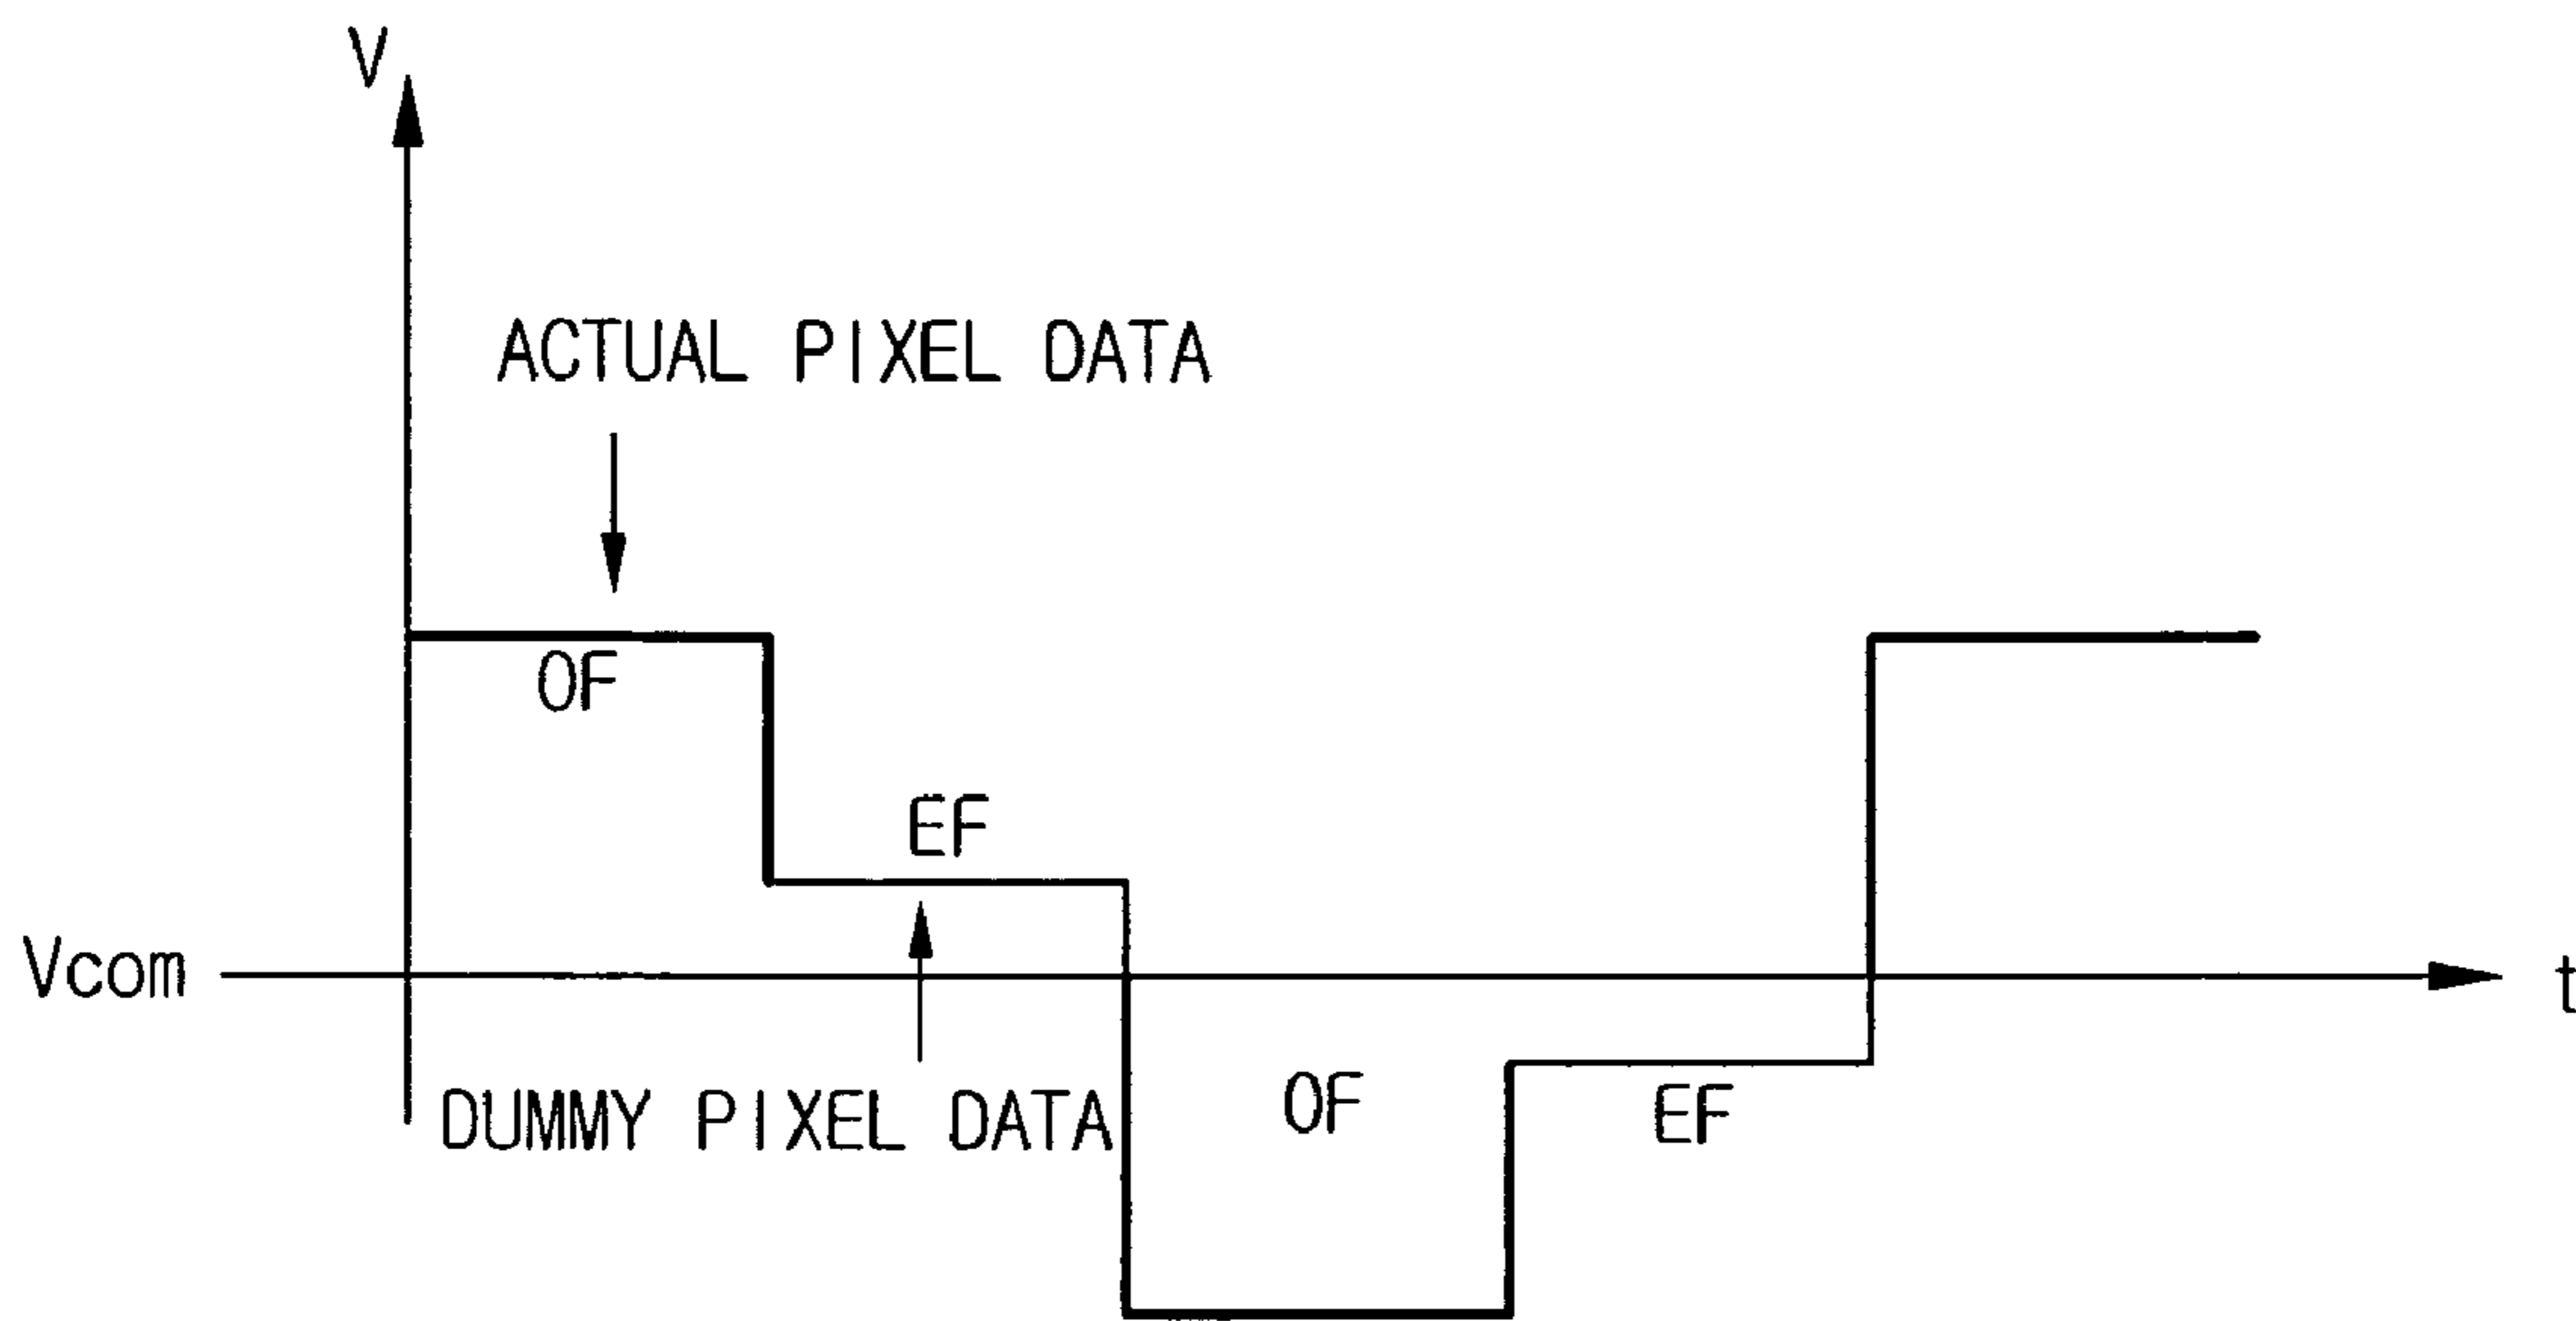 V
ACTUAL PIXEL DATA
OF
EF
Vcom
t
DUMMY PIXEL DATA
OF
EF